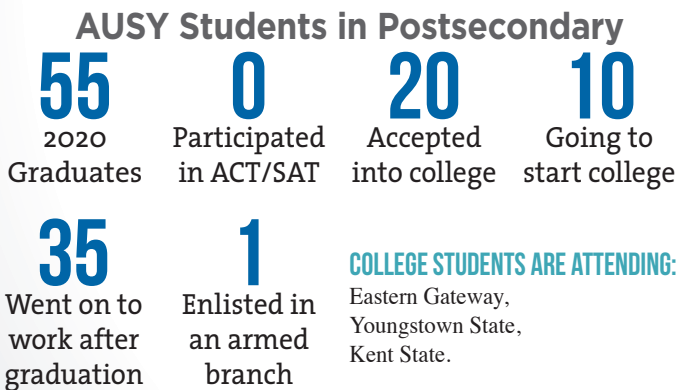 AUSY Students in Postsecondary
55
2020
Graduates
0
Participated
in ACT/SAT
20
Accepted
into college
10
Going to
start college
35
Went on to
work after
graduation
1
Enlisted in
an armed
branch
COLLEGE STUDENTS ARE ATTENDING:
Eastern Gateway,
Youngstown State,
Kent State.